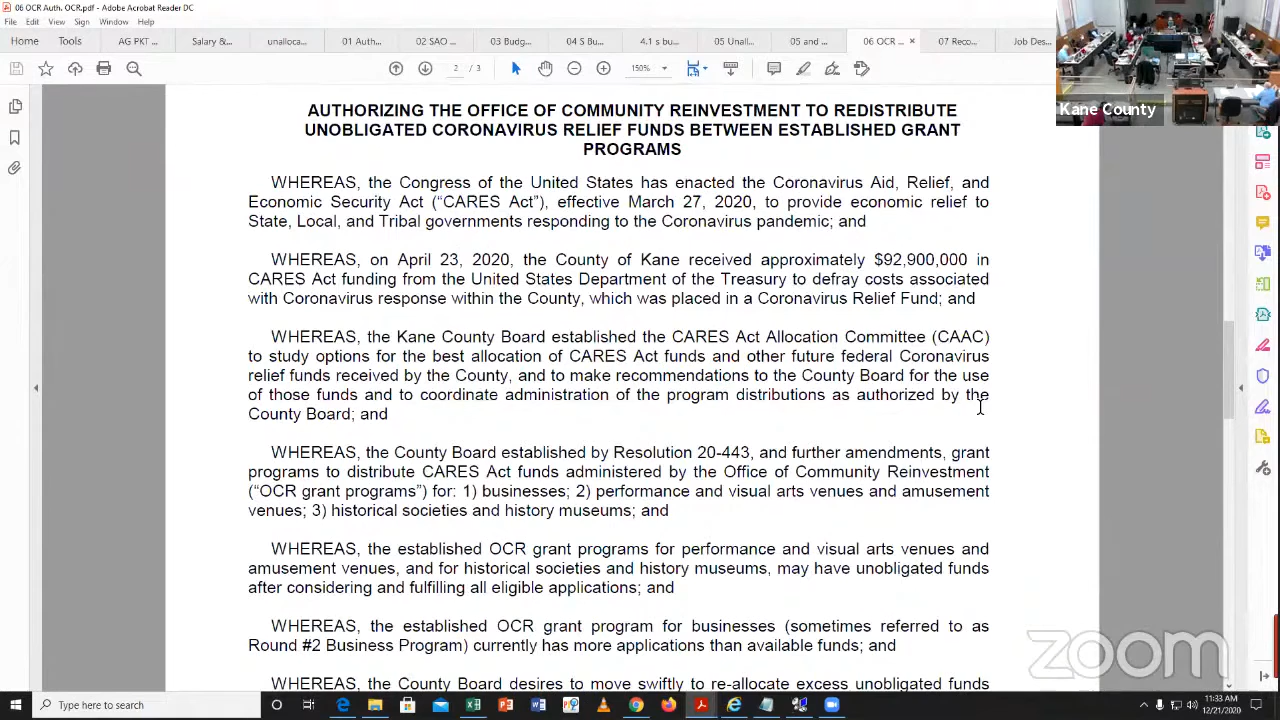 06 OCR Auth. OCR.pdf - Adobe Acrobat Reader DC
File Edit View Sign Window Help
Home Tools AG PKT ... Salary &... unalloca... 01 Auth... 02 SAO ... 03 Budg... 04 S Bu... 4.1 s bu... 05 Unall... 05 and ... 06 OCR ... × 07 Reco... Job Des...
2 150%
Kane County
AUTHORIZING THE OFFICE OF COMMUNITY REINVESTMENT TO REDISTRIBUTE
UNOBLIGATED CORONAVIRUS RELIEF FUNDS BETWEEN ESTABLISHED GRANT
PROGRAMS
WHEREAS, the Congress of the United States has enacted the Coronavirus Aid, Relief, and
Economic Security Act (“CARES Act”), effective March 27, 2020, to provide economic relief to
State, Local, and Tribal governments responding to the Coronavirus pandemic; and
WHEREAS, on April 23, 2020, the County of Kane received approximately $92,900,000 in
CARES Act funding from the United States Department of the Treasury to defray costs associated
with Coronavirus response within the County, which was placed in a Coronavirus Relief Fund; and
WHEREAS, the Kane County Board established the CARES Act Allocation Committee (CAAC)
to study options for the best allocation of CARES Act funds and other future federal Coronavirus
relief funds received by the County, and to make recommendations to the County Board for the use
of those funds and to coordinate administration of the program distributions as authorized by the
County Board; and
WHEREAS, the County Board established by Resolution 20-443, and further amendments, grant
programs to distribute CARES Act funds administered by the Office of Community Reinvestment
(“OCR grant programs”) for: 1) businesses; 2) performance and visual arts venues and amusement
venues; 3) historical societies and history museums; and
WHEREAS, the established OCR grant programs for performance and visual arts venues and
amusement venues, and for historical societies and history museums, may have unobligated funds
after considering and fulfilling all eligible applications; and
WHEREAS, the established OCR grant program for businesses (sometimes referred to as
Round #2 Business Program) currently has more applications than available funds; and
WHEREAS, the County Board desires to move swiftly to re-allocate excess unobligated funds
zoom
Type here to search
11:33 AM
12/21/2020